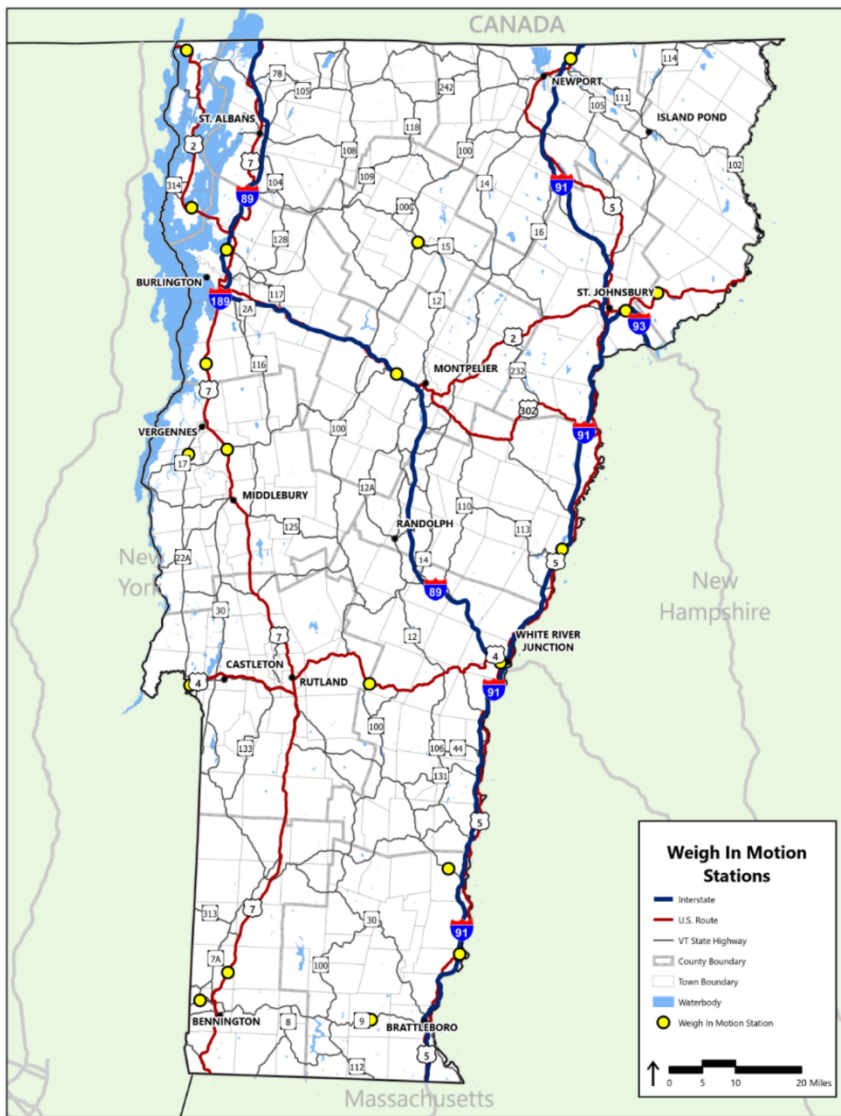 CANADA
78
105
242
114
NEWPORT
111
105
ISLAND POND
ST. ALBANS
118
2
7
108
100
102
104
109
14
91
314
89
5
100C
16
128
15
BURLINGTON
117
12
ST. JOHNSBURY
189
2A
93
2
116
MONTPELIER
232
7
302
VERGENNES
100
91
17
MIDDLEBURY
12A
110
125
RANDOLPH
113
22A
14
5
New
York
89
New
Hampshire
30
7
12
WHITE RIVER
JUNCTION
4
CASTLETON
4
RUTLAND
91
100
133
106
44
131
5
Weigh In Motion
Stations
Interstate
U.S. Route
VT State Highway
County Boundary
Town Boundary
Waterbody
Weigh In Motion Station
0 5 10 20 Miles
313
7
30
91
7A
100
BENNINGTON
8
9
BRATTLEBORO
5
112
Massachusetts